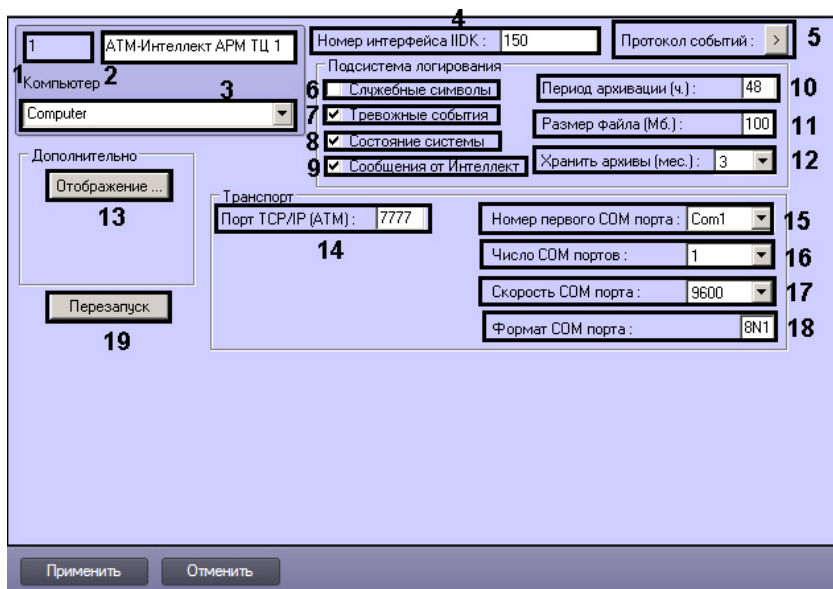 4
1 АТМ-Интеллект АРМ ТЦ 1 Номер интерфейса IIDK : 150 Протокол событий : > 5
1 Компьютер 2 3
Computer
Подсистема логирования
6 Служебные символы Период архивации (ч.) : 48 10
7 Тревожные события Размер файла (Мб.) : 100 11
8 Состояние системы
9 Сообщения от Интеллект Хранить архивы (мес.) : 3 12
Дополнительно
Отображение ...
13
Транспорт
Порт TCP/IP (ATM) : 7777 Номер первого COM порта : Com1 15
14 Число COM портов : 1 16
Скорость COM порта : 9600 17
Формат COM порта : 8N1 18
Перезапуск
19
Применить Отменить